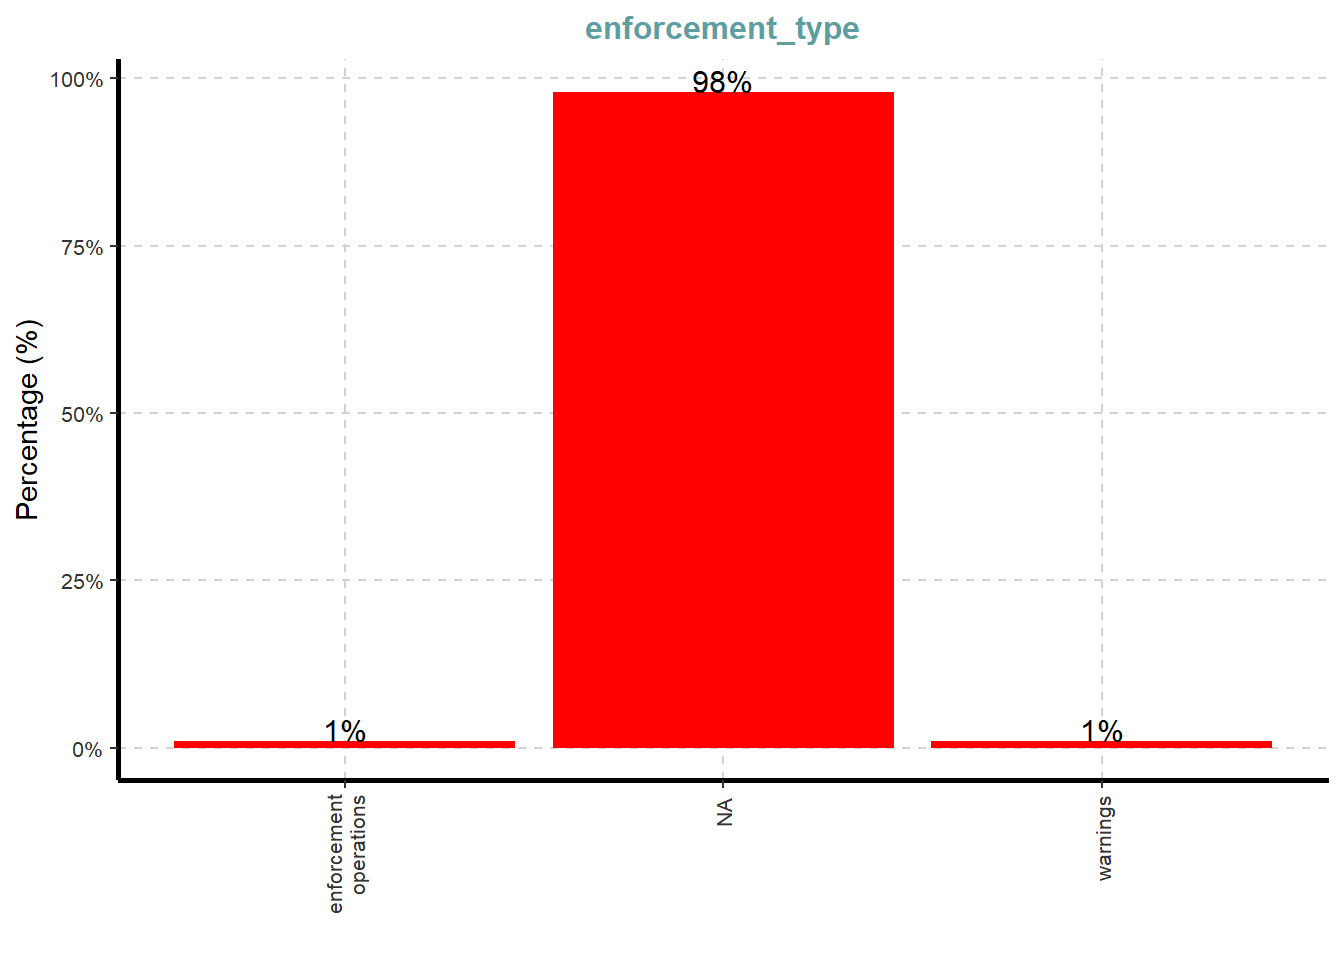 enforcement_type
Percentage (%)
100%
75%
50%
25%
0%
1%
98%
1%
enforcement
operations
NA
warnings